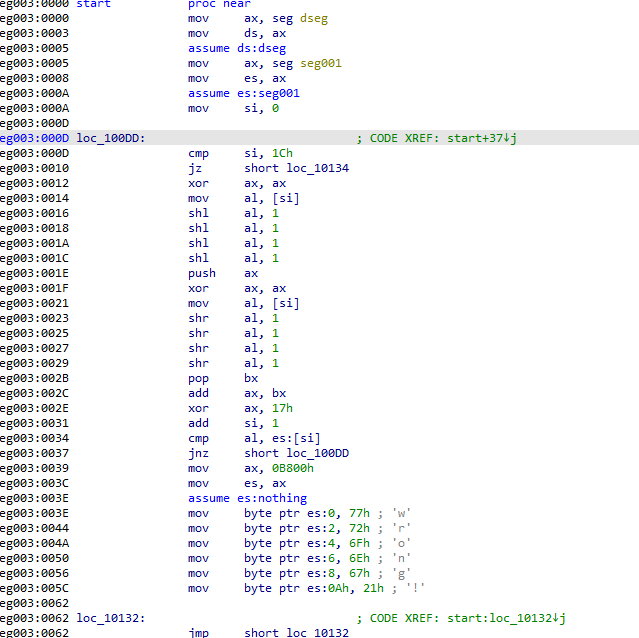 eg003:0000 start proc near
eg003:0000 mov ax, seg dseg
eg003:0003 mov ds, ax
eg003:0005 assume ds:dseg
eg003:0005 mov ax, seg seg001
eg003:0008 mov es, ax
eg003:000A assume es:seg001
eg003:000A mov si, 0
eg003:000D
eg003:000D loc_100DD: ; CODE XREF: start+37↓j
eg003:000D cmp si, 1Ch
eg003:0010 jz short loc_10134
eg003:0012 xor ax, ax
eg003:0014 mov al, [si]
eg003:0016 shl al, 1
eg003:0018 shl al, 1
eg003:001A shl al, 1
eg003:001C shl al, 1
eg003:001E push ax
eg003:001F xor ax, ax
eg003:0021 mov al, [si]
eg003:0023 shr al, 1
eg003:0025 shr al, 1
eg003:0027 shr al, 1
eg003:0029 shr al, 1
eg003:002B pop bx
eg003:002C add ax, bx
eg003:002E xor ax, 17h
eg003:0031 add si, 1
eg003:0034 cmp al, es:[si]
eg003:0037 jnz short loc_100DD
eg003:0039 mov ax, 0B800h
eg003:003C mov es, ax
eg003:003E assume es:nothing
eg003:003E mov byte ptr es:0, 77h ; 'w'
eg003:0044 mov byte ptr es:2, 72h ; 'r'
eg003:004A mov byte ptr es:4, 6Fh ; 'o'
eg003:0050 mov byte ptr es:6, 6Eh ; 'n'
eg003:0056 mov byte ptr es:8, 67h ; 'g'
eg003:005C mov byte ptr es:0Ah, 21h ; '!'
eg003:0062
eg003:0062 loc_10132: ; CODE XREF: start:loc_10132↓j
eg003:0062 jmp short loc_10132